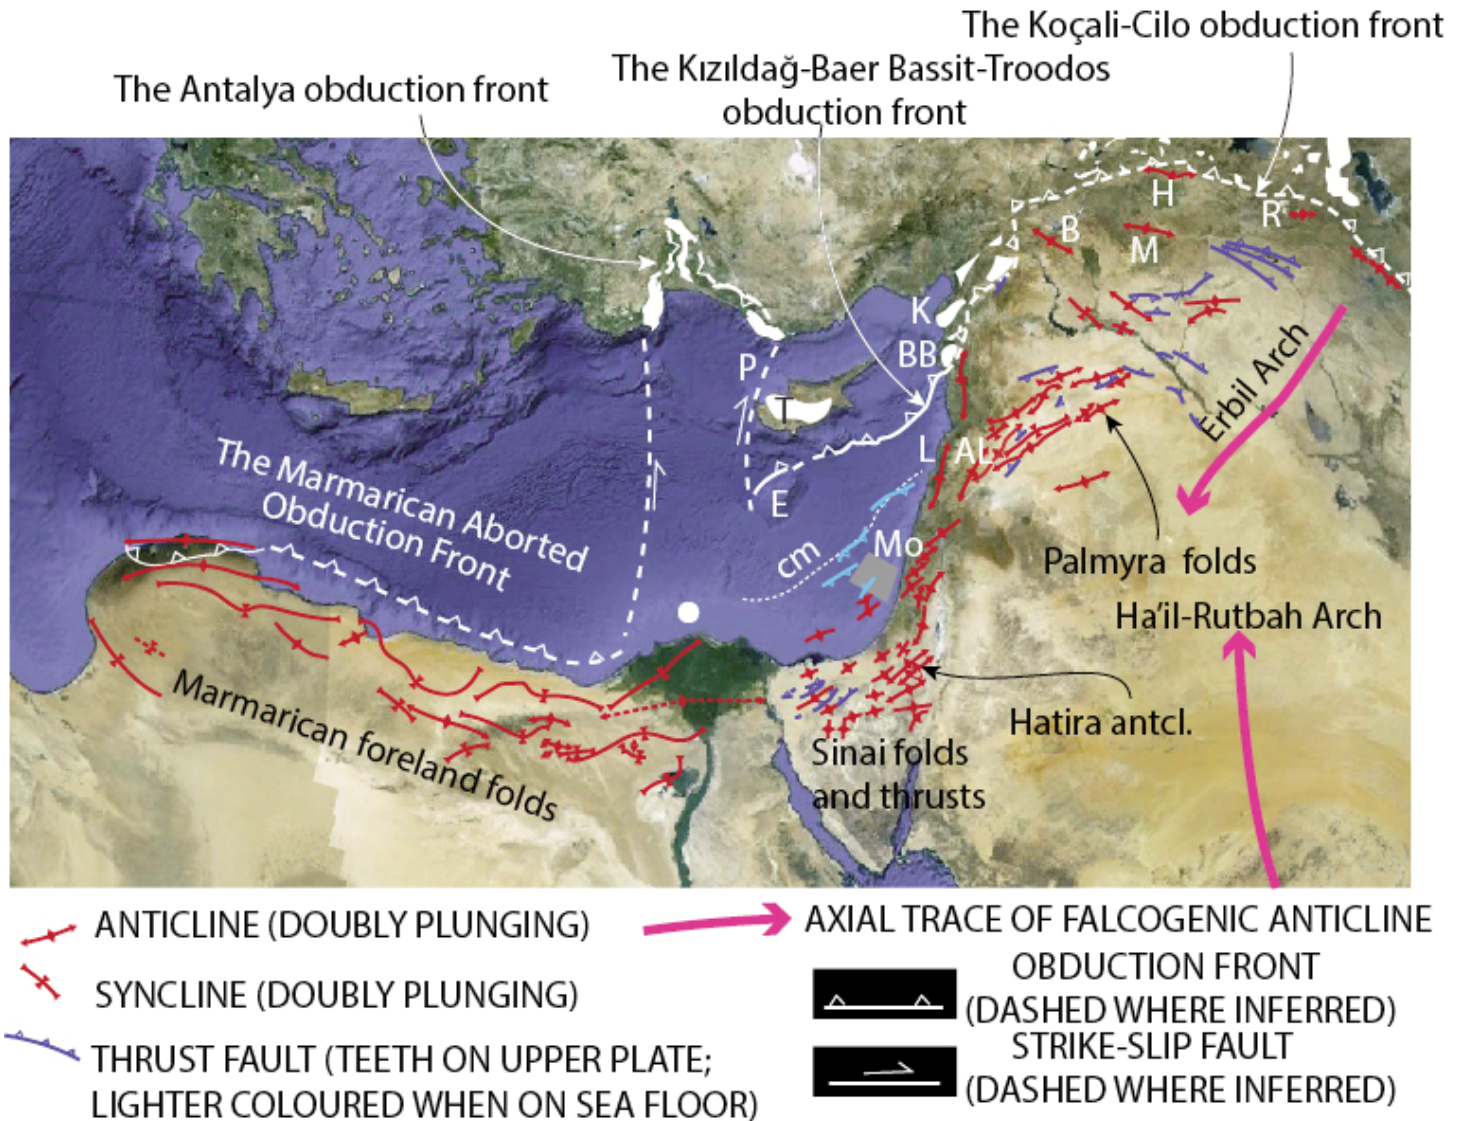 The Koçali-Cilo obduction front
The Kızıldağ-Baer Bassit-Troodos
obduction front
The Antalya obduction front
H
R
B
M
K
BB
P
T
L
AL
E
Erbil Arch
The Marmarican Aborted
Obduction Front
cm
Mo
Palmyra folds
Ha'il-Rutbah Arch
Marmarican foreland folds
Hatira antcl.
Sinai folds
and thrusts
ANTICLINE (DOUBLY PLUNGING)
SYNCLINE (DOUBLY PLUNGING)
THRUST FAULT (TEETH ON UPPER PLATE;
LIGHTER COLOURED WHEN ON SEA FLOOR)
AXIAL TRACE OF FALCOGENIC ANTICLINE
OBDUCTION FRONT
(DASHED WHERE INFERRED)
STRIKE-SLIP FAULT
(DASHED WHERE INFERRED)